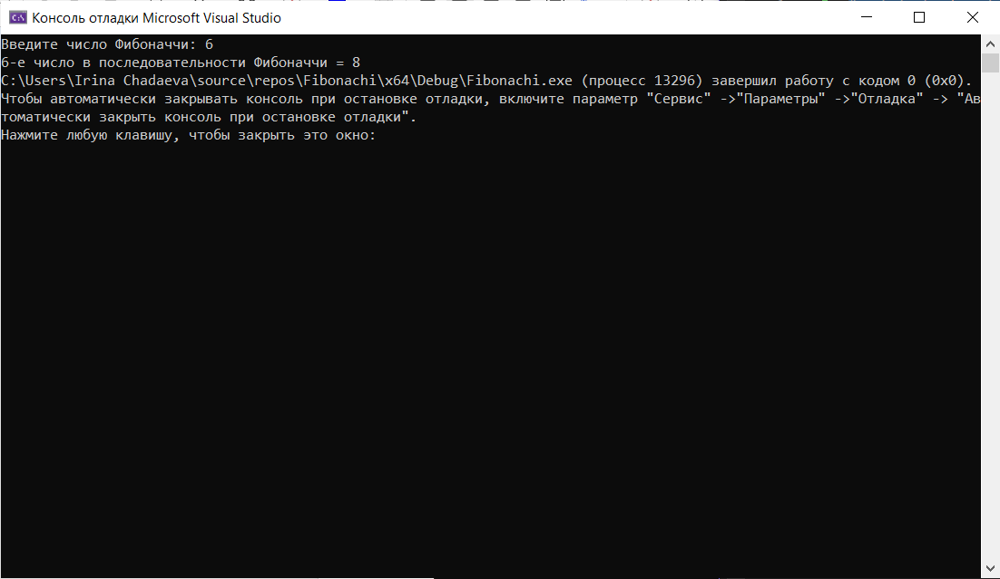 Консоль отладки Microsoft Visual Studio
Введите число Фибоначчи: 6
6-е число в последовательности Фибоначчи = 8
C:\Users\Irina Chadaeva\source\repos\Fibonachi\x64\Debug\Fibonachi.exe (процесс 13296) завершил работу с кодом 0 (0x0).
Чтобы автоматически закрывать консоль при остановке отладки, включите параметр "Сервис" ->"Параметры" ->"Отладка" -> "Ав
томатически закрыть консоль при остановке отладки".
Нажмите любую клавишу, чтобы закрыть это окно: